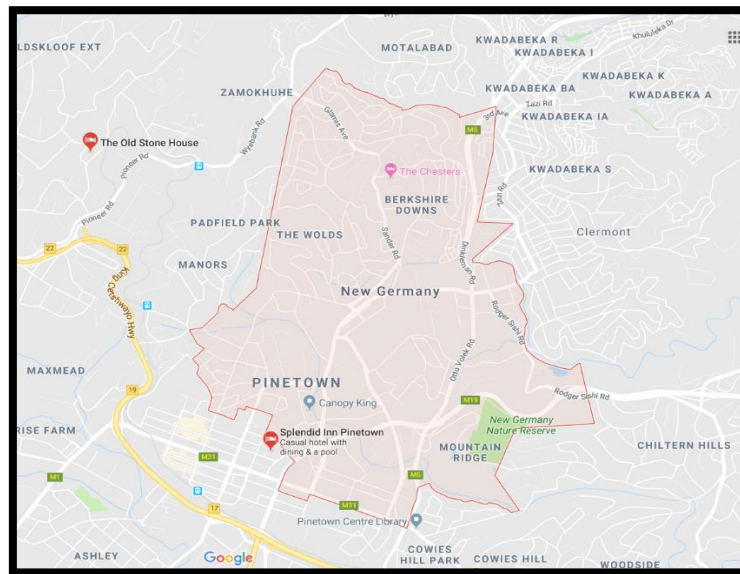 LDSKLOOF EXT
MOTALABAD
KWADABEKA R
KWADABEKA I
Khululeka Dr
KWADABEKA K
KWADABEKA BA
KWADABEKA A
Zazi Rd
KWADABEKA IA
ZAMOKHUHE
3rd Ave
M5
Glamis Ave
Wyebank Rd
The Old Stone House
Pioneer Rd
The Chesters
KWADABEKA S
Zazi Rd
BERKSHIRE
DOWNS
Pioneer Rd
PADFIELD PARK
THE WOLDS
Sander Rd
Clermont
22
22
MANORS
King
Cetshwayo Hwy
New Germany
Rodger Sishi Rd
Otto Volek Rd
MAXMEAD
PINETOWN
19
Rodger Sishi Rd
Canopy King
M19
New Germany
Nature Reserve
RISE FARM
Splendid Inn Pinetown
Casual hotel with
dining & a pool
MOUNTAIN
RIDGE
CHILTERN HILLS
M31
M1
M5
17
M31
Pinetown Centre Library
ASHLEY
Google
COWIES
HILL PARK
COWIES HILL
WOODSIDE